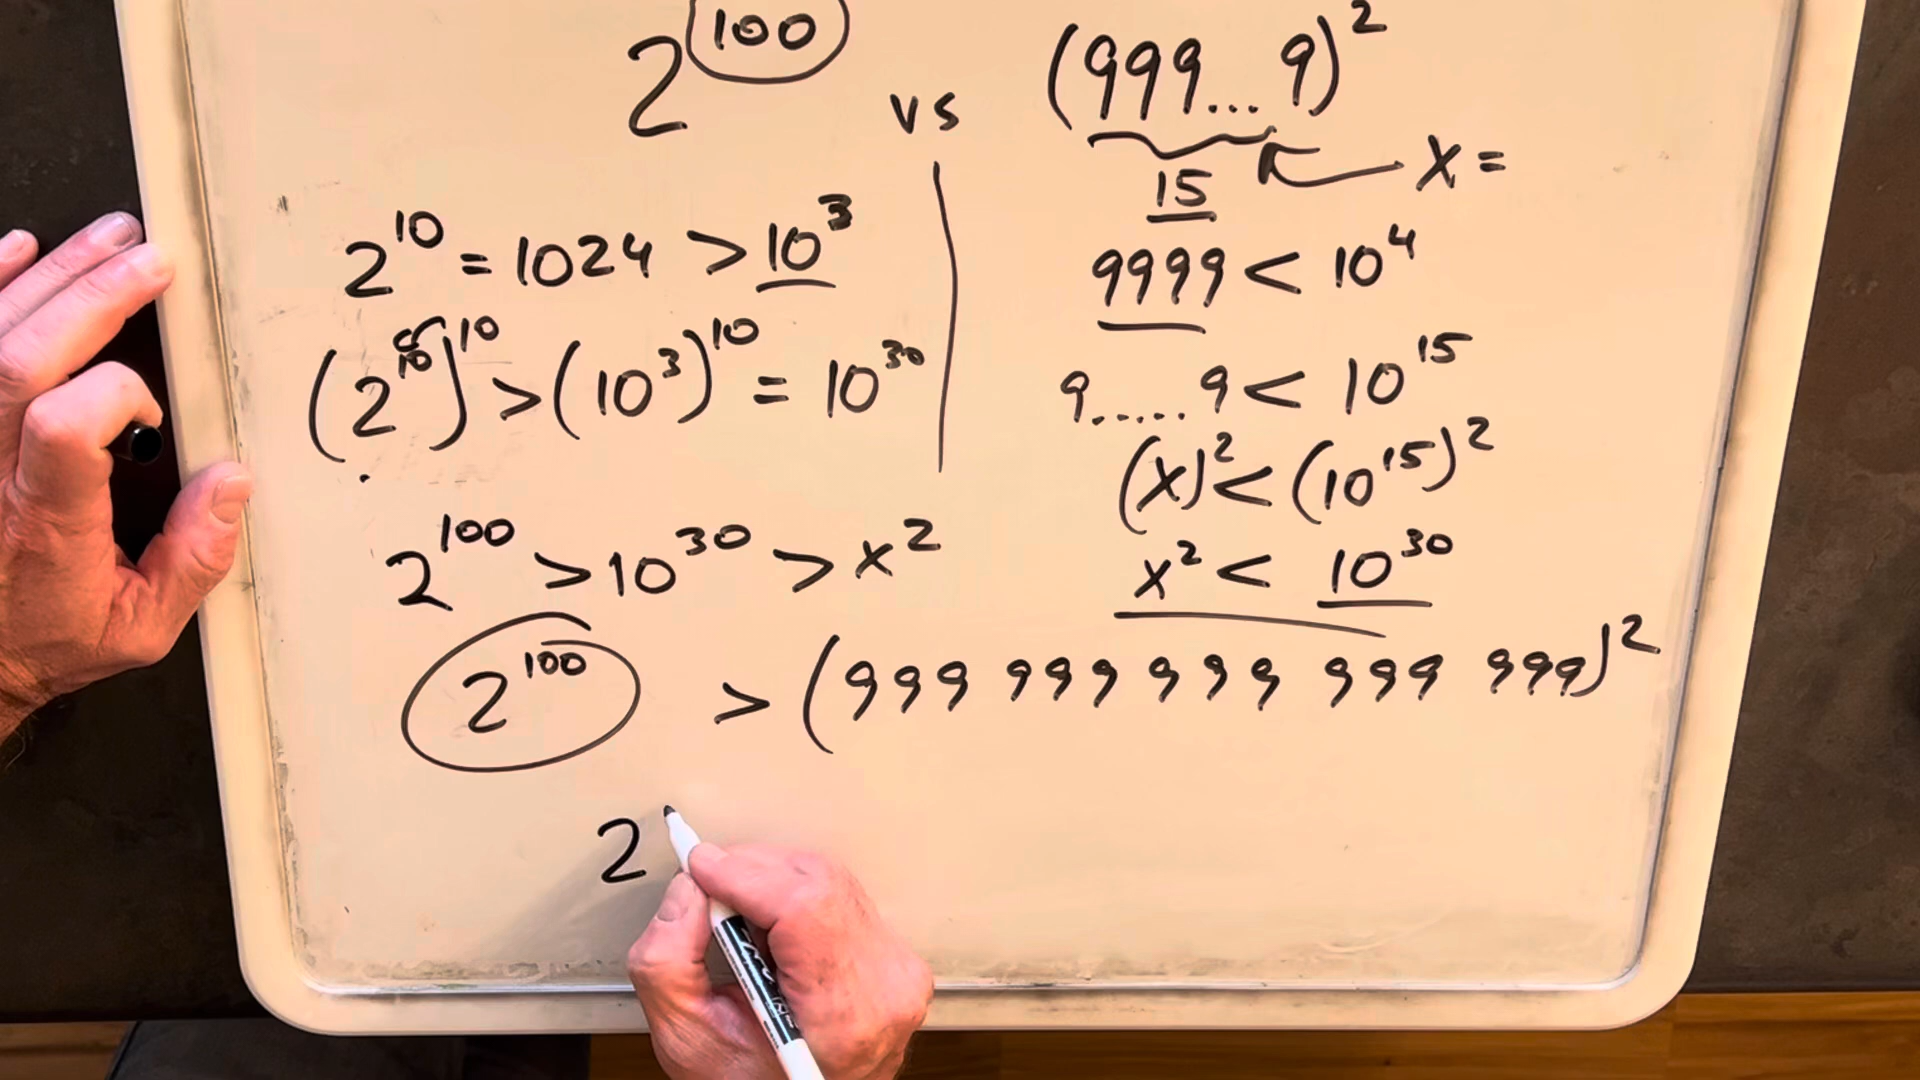 2^100 vs (999...9)^2
15 X =
2^10 = 1024 > 10^3
9999 < 10^4
(2^10)^10 > (10^3)^10 = 10^30
9.....9 < 10^15
(x)^2 < (10^15)^2
2^100 > 10^30 > x^2
x^2 < 10^30
2^100 > (999 999 999 999 999)^2
2